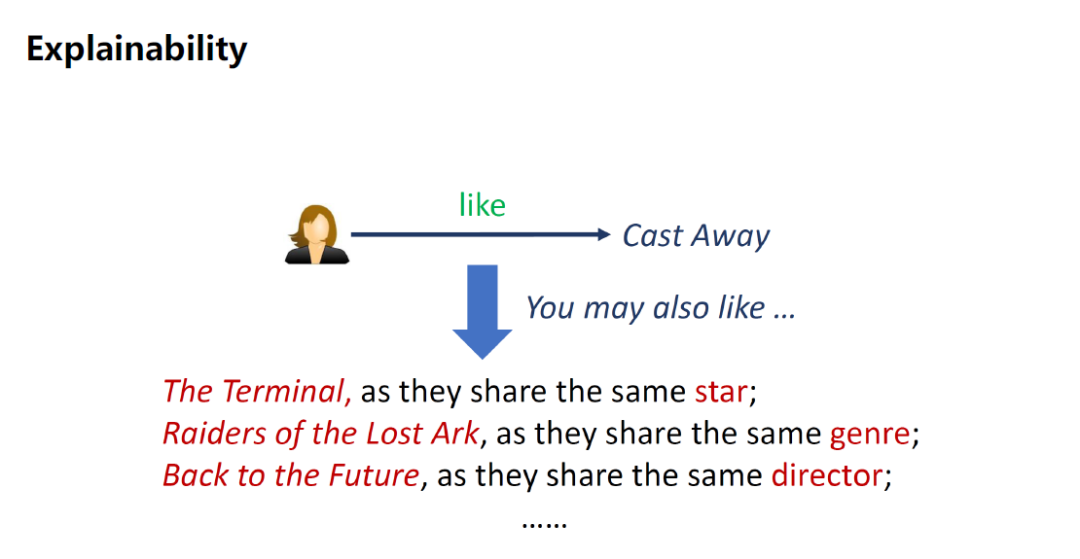 Explainability
like
Cast Away
You may also like …
The Terminal, as they share the same star;
Raiders of the Lost Ark, as they share the same genre;
Back to the Future, as they share the same director;
……